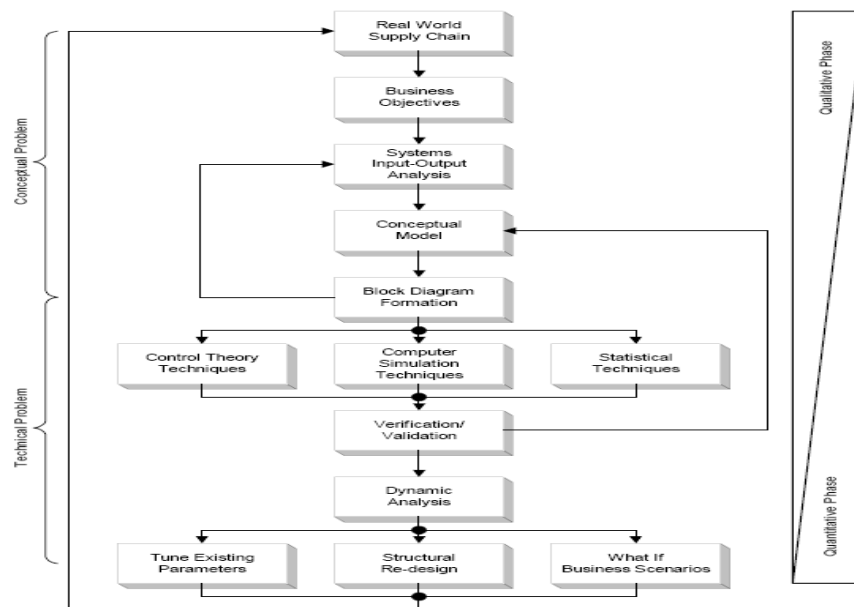 Real World
Supply Chain
Business
Objectives
Systems
Input-Output
Analysis
Conceptual
Model
Block Diagram
Formation
Control Theory
Techniques
Computer
Simulation
Techniques
Statistical
Techniques
Verification/
Validation
Dynamic
Analysis
Tune Existing
Parameters
Structural
Re-design
What If
Business Scenarios
Conceptual Problem
Technical Problem
Qualitative Phase
Quantitative Phase